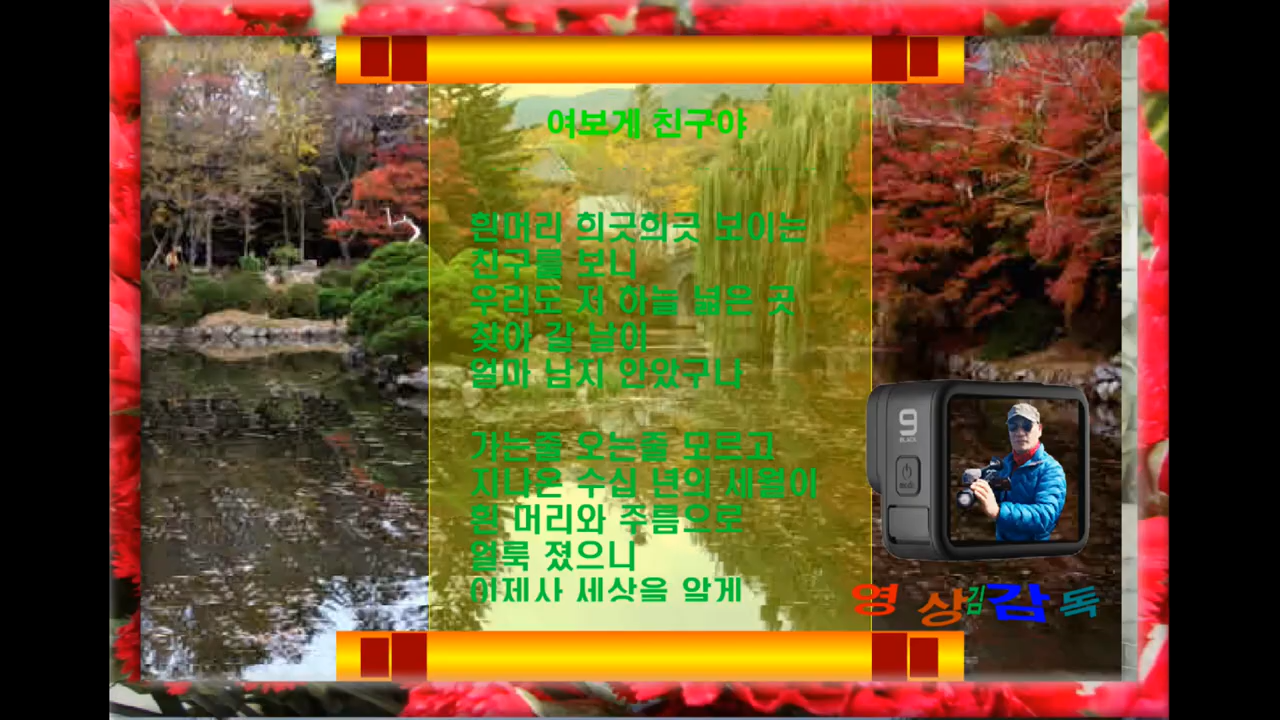 여보게 친구야
흰머리 희긋희긋 보이는
친구를 보니
우리도 저 하늘 넓은 곳
찾아 갈 날이
얼마 남지 안았구나
가는줄 오는줄 모르고
지나온 수십 년의 세월이
흰 머리와 주름으로
얼룩 졌으니
이제사 세상을 알게
9
BLACK
영 상 김 감 독